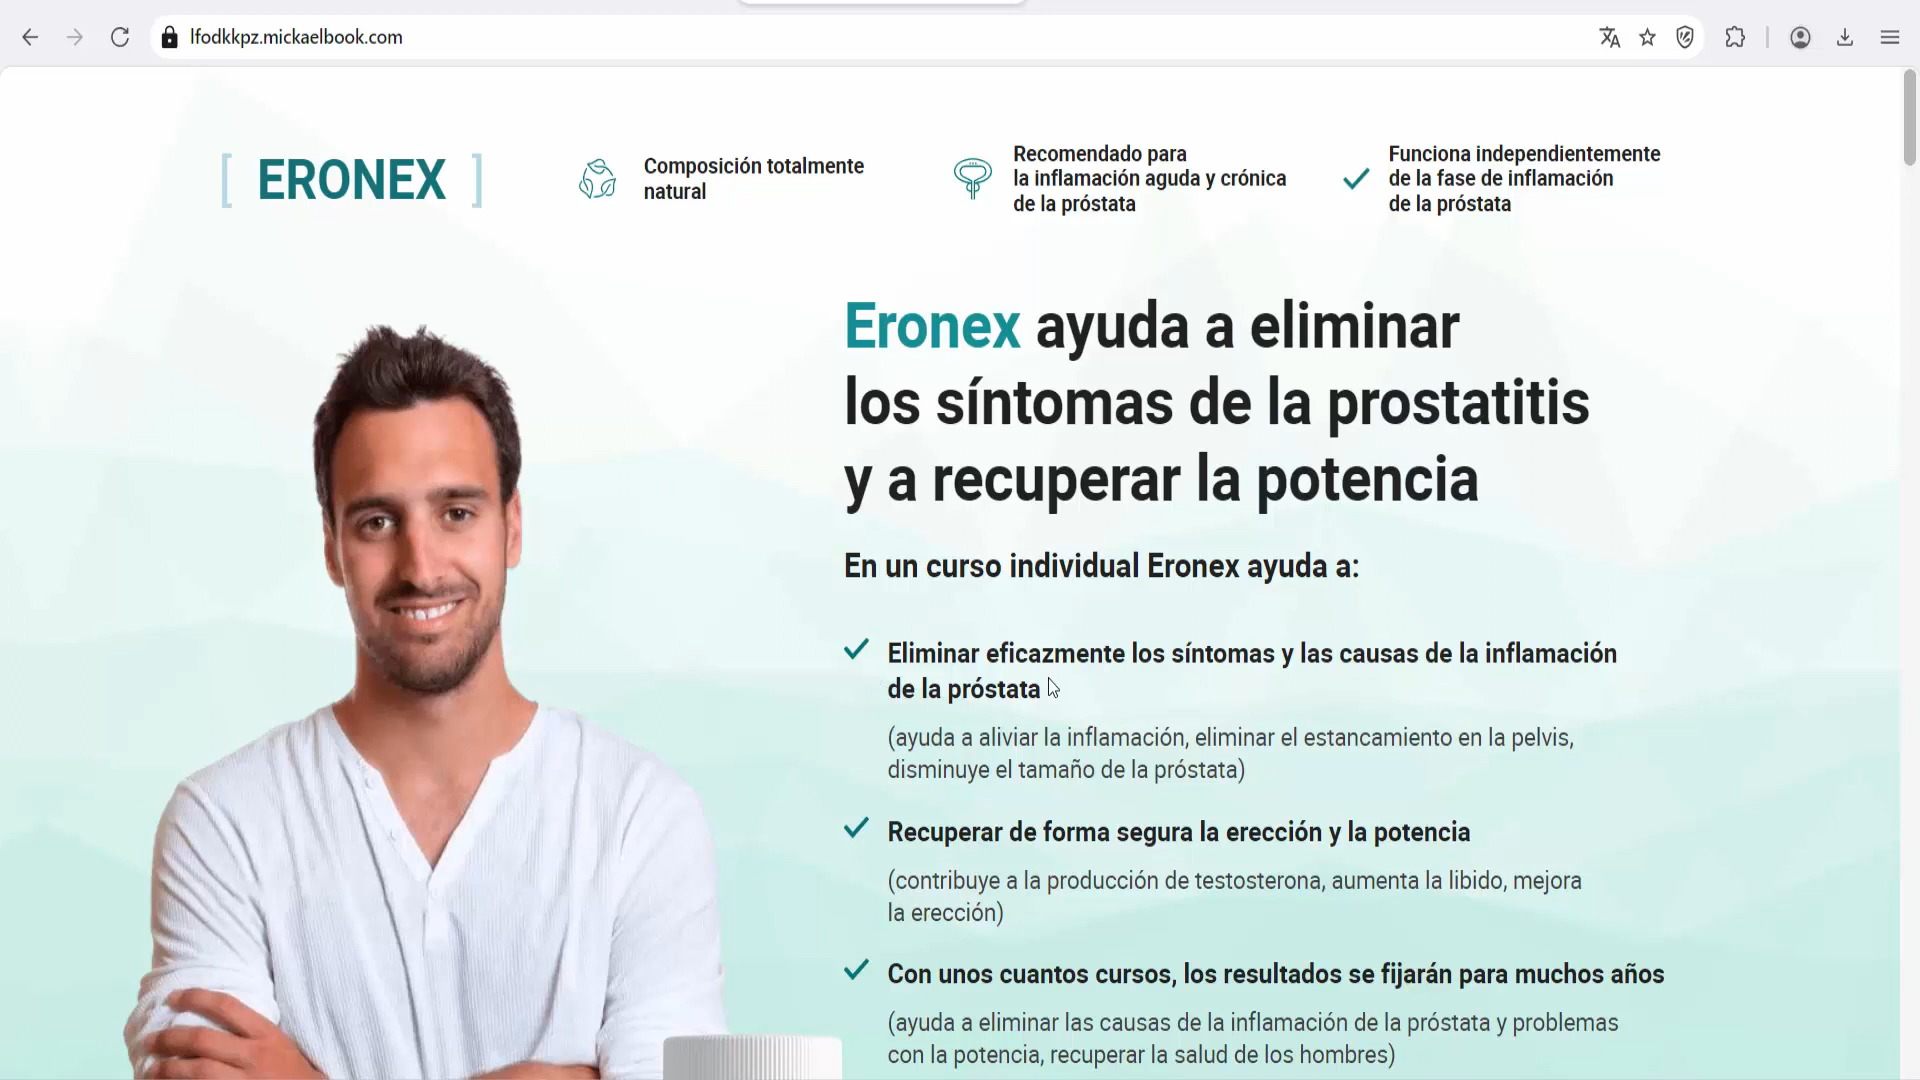 lfodkkpz.mickaelbook.com
[ ERONEX ]
Composición totalmente
natural
Recomendado para
la inflamación aguda y crónica
de la próstata
Funciona independientemente
de la fase de inflamación
de la próstata
Eronex ayuda a eliminar
los síntomas de la prostatitis
y a recuperar la potencia
En un curso individual Eronex ayuda a:
Eliminar eficazmente los síntomas y las causas de la inflamación
de la próstata
(ayuda a aliviar la inflamación, eliminar el estancamiento en la pelvis,
disminuye el tamaño de la próstata)
Recuperar de forma segura la erección y la potencia
(contribuye a la producción de testosterona, aumenta la libido, mejora
la erección)
Con unos cuantos cursos, los resultados se fijarán para muchos años
(ayuda a eliminar las causas de la inflamación de la próstata y problemas
con la potencia, recuperar la salud de los hombres)